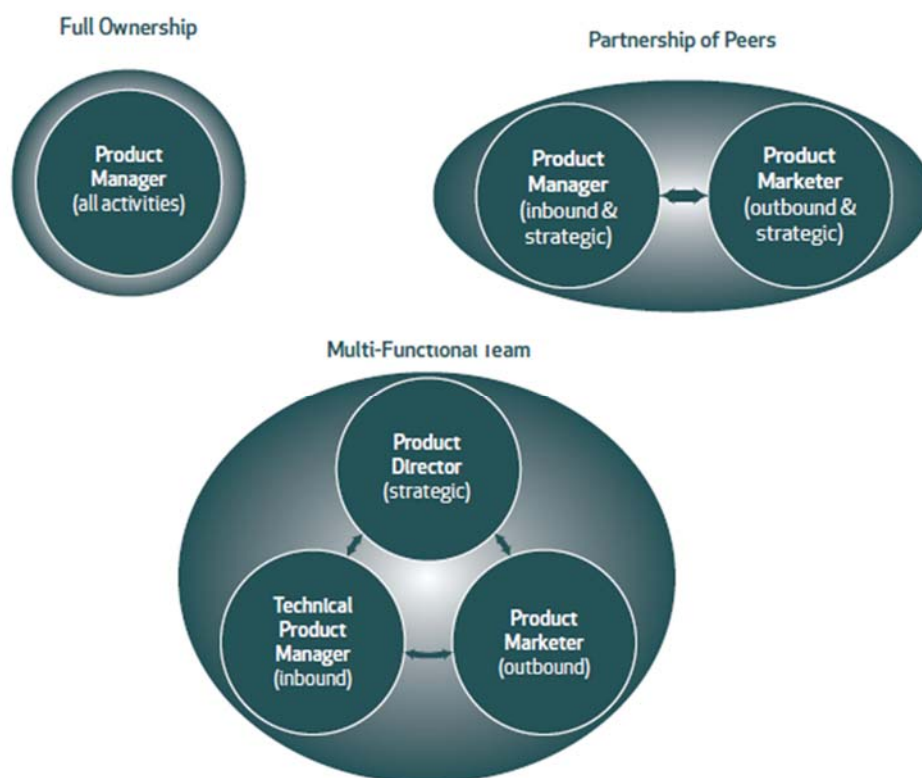 Full Ownership
Partnership of Peers
Product
Manager
(all activities)
Product
Manager
(inbound &
strategic)
Product
Marketer
(outbound &
strategic)
Multi-Functional Team
Product
Director
(strategic)
Technical
Product
Manager
(inbound)
Product
Marketer
(outbound)